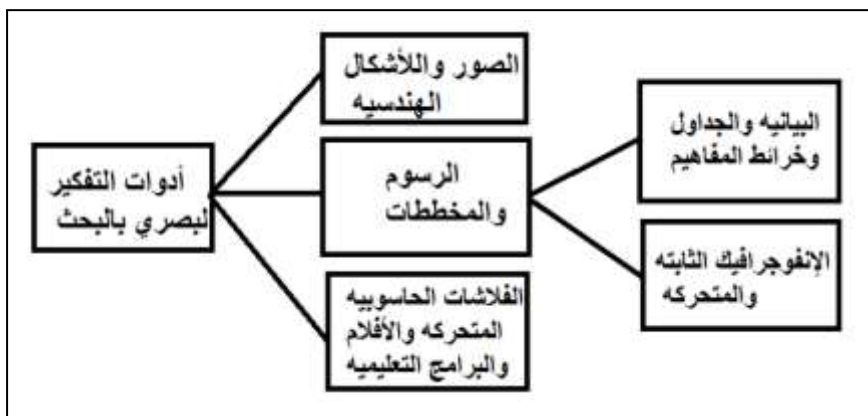 أدوات التفكير
لبصري بالبحث
الصور واللأشكال
الهندسيه
الرسوم
والمخططات
الفلاشات الحاسوبيه
المتحركه والأفلام
والبرامج التعليميه
البيانيه والجداول
وخرائط المفاهيم
الإنفوجرافيك الثابته
والمتحركه